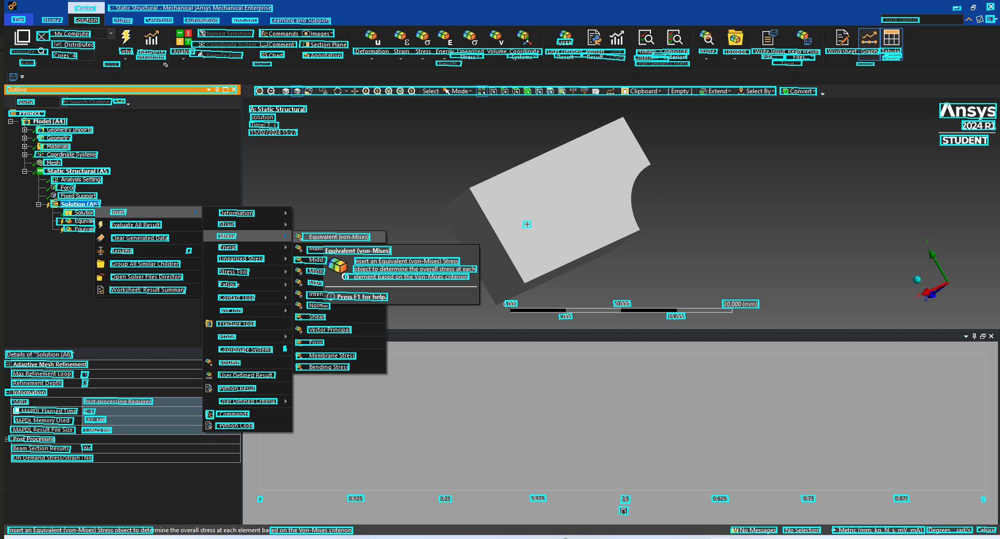 Context
A : Static Structural - Mechanical [Ansys Mechanical Enterprise
File Home Solution Display Selection Automation Add-ons Learning and Support
Quick Launch
My Computer
Distributed
Cores 4
Duplicate
Outline
Solve
Resource Prediction
Solve
Analysis
Named Selection
Coordinate System
Remote Point
Commands
Comment
Chart
Images
Section Plane
Annotation
Insert
Deformation Strain Stress Energy Linearized Stress Volume Coordinate Systems
Results
User Defined Result
Python Result
Primary Criterion
Composite Criterion
User Defined Criteria
Probe
Toolbox
Write Input File...
Read Result Files...
Tools
Worksheet Graph Tabular
Outline
Name Search Outline
Select Mode Clipboard [ Empty ] Extend Select By Convert
Project
Model (A4)
Geometry Imports
Geometry
Materials
Coordinate Systems
Mesh
Static Structural (A5
Analysis Settings
Force
Fixed Support
Solution (A6)
Solution
Equival
Equivale
Insert
Evaluate All Result
Clear Generated Data
Rename
Group All Similar Children
Open Solver Files Directory
Worksheet: Result Summary
Deformation
Strain
Stress
Energy
Linearized Stress
Stress Tool
Fatigue
Contact Tool
Bolt Tool
Fracture Tool
Probe
Coordinate Systems
Volume
User Defined Result
Python Result
User Defined Criteria
Commands
Python Code
Equivalent (von-Mises)
Maxi
Midd
Mini
Maxi
Inten
Normal
Shear
Vector Principal
Error
Membrane Stress
Bending Stress
Equivalent (von-Mises)
Insert an Equivalent (von-Mises) Stress
object to determine the overall stress at each
element based on the Von-Mises criterion
Press F1 for help.
A: Static Structural
Solution
Time: 1, s
15/02/2024 15:27
Ansys
2024 R1
STUDENT
Y
X
Z
0,000 10,000 20,000 (mm)
5,000 15,000
Details of "Solution (A6)"
Adaptive Mesh Refinement
Max Refinement Loops 1
Refinement Depth 2
Information
Status Post-processing Required
MAPDL Elapsed Time 2, s
MAPDL Memory Used 82, MB
MAPDL Result File Size 1,0625 MB
Post Processing
Beam Section Results No
On Demand Stress/Strain No
0,125 0,25 0,375 0,5 0,625 0,75 0,875
[s]
Insert an Equivalent (von-Mises) Stress object to determine the overall stress at each element based on the Von-Mises criterion
No Messages No Selection Metric (mm, kg, N, s, mV, mA) Degrees rad/s Celsius